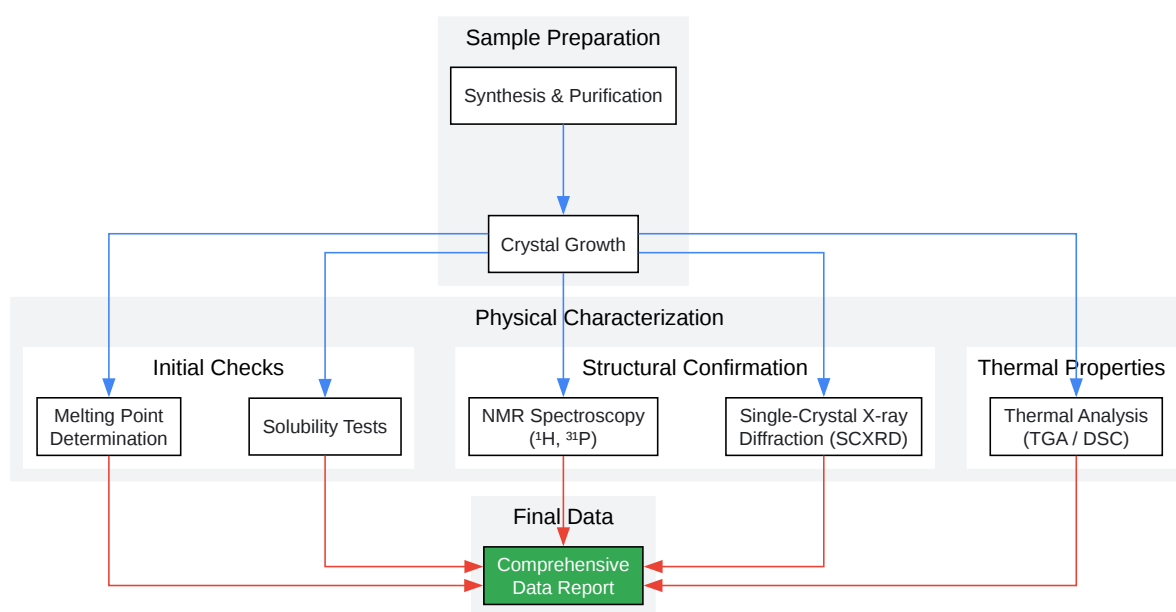 Sample Preparation
Synthesis & Purification
Crystal Growth
Physical Characterization
Initial Checks
Structural Confirmation
Thermal Properties
Melting Point
Determination
Solubility Tests
NMR Spectroscopy
(¹H, ³¹P)
Single-Crystal X-ray
Diffraction (SCXRD)
Thermal Analysis
(TGA / DSC)
Final Data
Comprehensive
Data Report